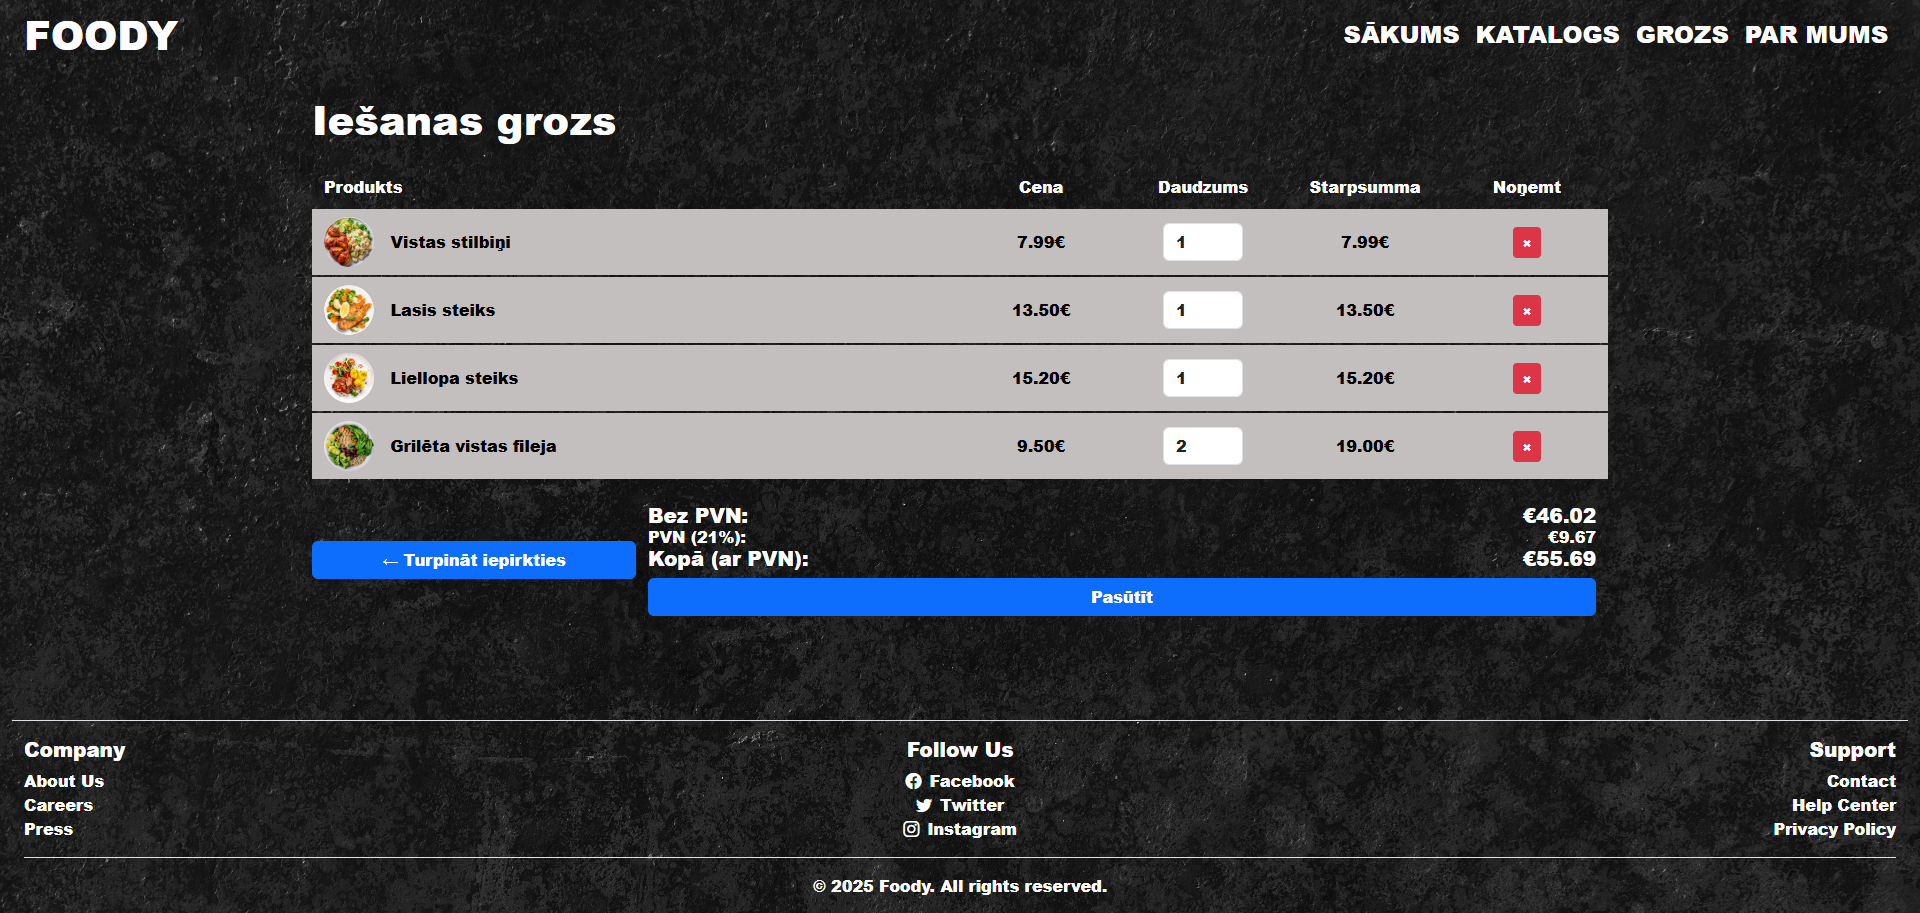 FOODY
SĀKUMS KATALOGS GROZS PAR MUMS
Iešanas grozs
Produkts Cena Daudzums Starpsumma Noņemt
Vistas stilbiņi 7.99€ 1 7.99€ ×
Lasis steiks 13.50€ 1 13.50€ ×
Liellopa steiks 15.20€ 1 15.20€ ×
Grilēta vistas fileja 9.50€ 2 19.00€ ×
Bez PVN: €46.02
PVN (21%): €9.67
Kopā (ar PVN): €55.69
← Turpināt iepirkties
Pasūtīt
Company
About Us
Careers
Press
Follow Us
Facebook
Twitter
Instagram
Support
Contact
Help Center
Privacy Policy
© 2025 Foody. All rights reserved.